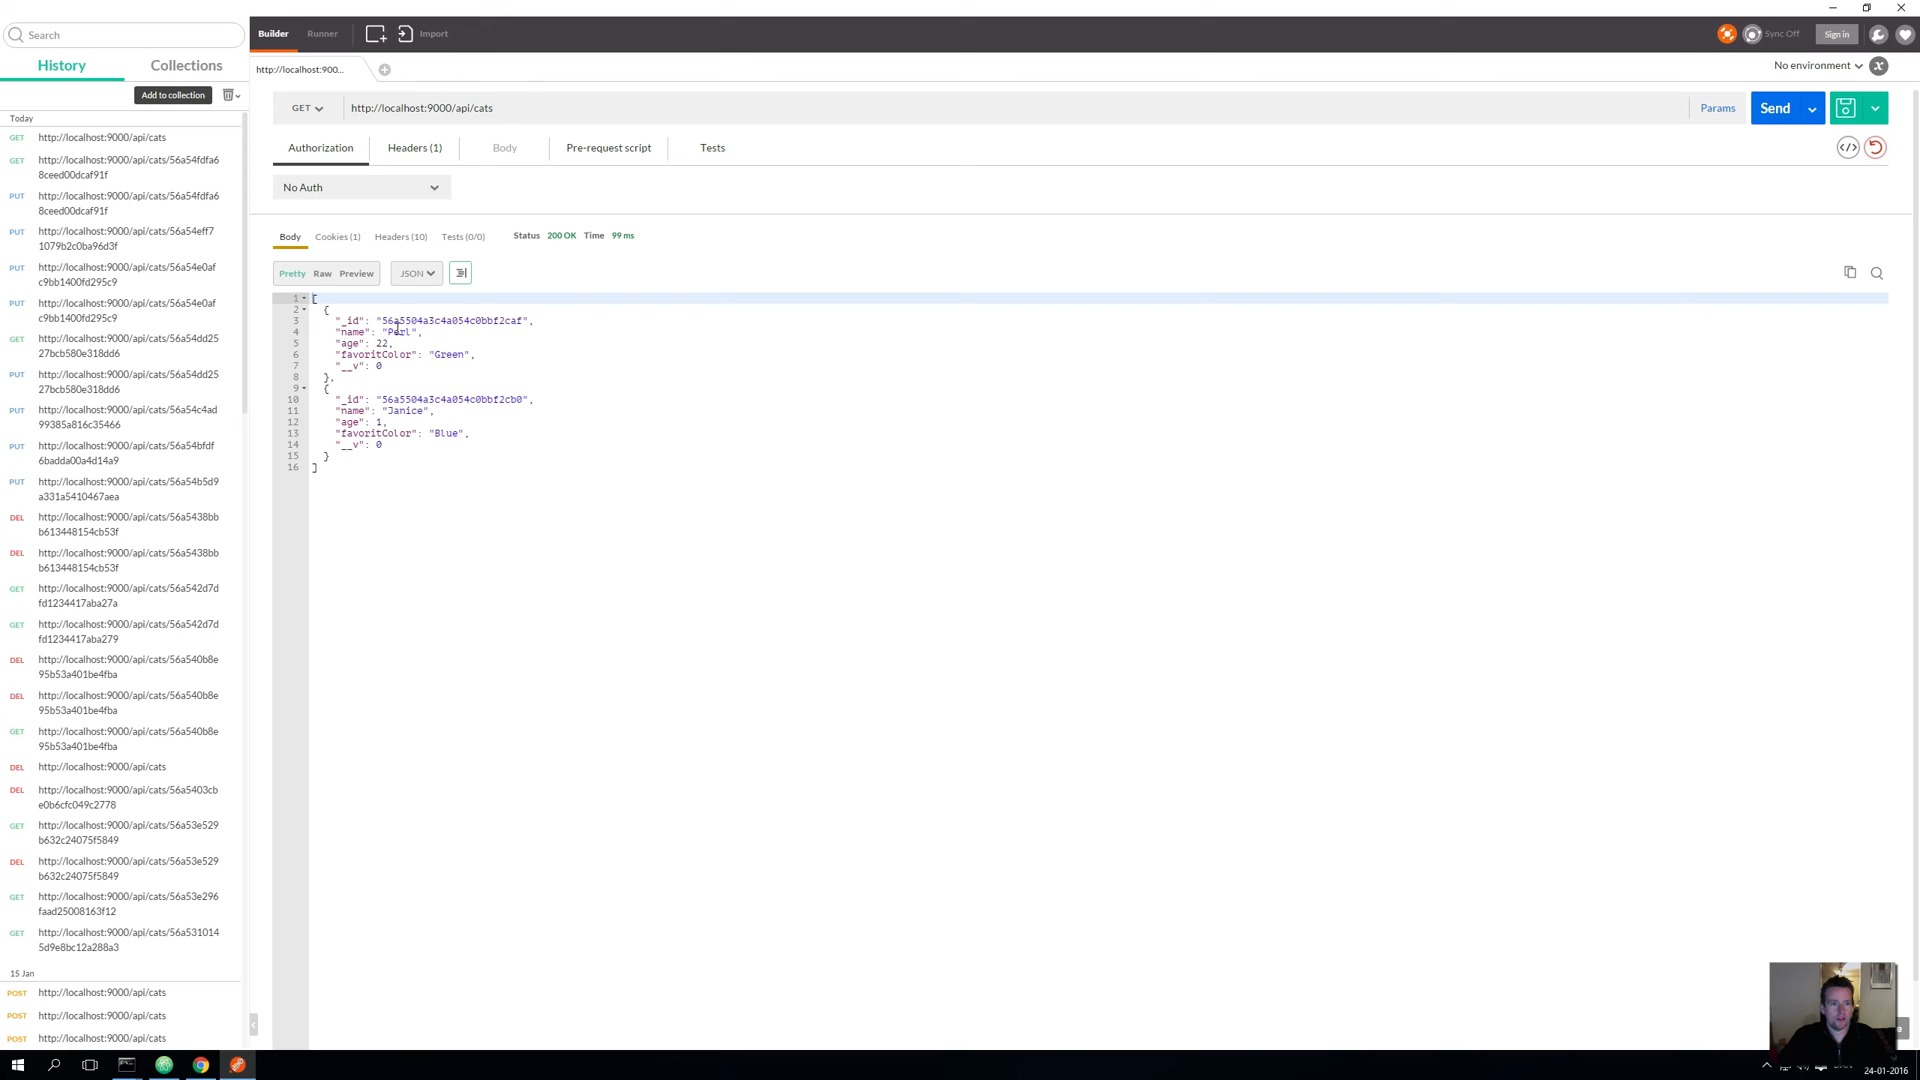 Search
Builder
Runner
Import
Sync Off
Sign in
History
Collections
http://localhost:900...
No environment
Add to collection
GET
http://localhost:9000/api/cats
Params
Send
Authorization
Headers (1)
Body
Pre-request script
Tests
No Auth
Body
Cookies (1)
Headers (10)
Tests (0/0)
Status 200 OK Time 99 ms
Pretty
Raw
Preview
JSON
1 [
2 {
3 "_id": "56a5504a3c4a054c0bbf2caf",
4 "name": "Perl",
5 "age": 22,
6 "favoritColor": "Green",
7 "__v": 0
8 },
9 {
10 "_id": "56a5504a3c4a054c0bbf2cb0",
11 "name": "Janice",
12 "age": 1,
13 "favoritColor": "Blue",
14 "__v": 0
15 }
16 ]
Today
GET http://localhost:9000/api/cats
GET http://localhost:9000/api/cats/56a54fdfa6
8ceed00dcaf91f
PUT http://localhost:9000/api/cats/56a54fdfa6
8ceed00dcaf91f
PUT http://localhost:9000/api/cats/56a54eff7
1079b2c0ba96d3f
PUT http://localhost:9000/api/cats/56a54e0af
c9bb1400fd295c9
PUT http://localhost:9000/api/cats/56a54e0af
c9bb1400fd295c9
GET http://localhost:9000/api/cats/56a54dd25
27bcb580e318dd6
PUT http://localhost:9000/api/cats/56a54dd25
27bcb580e318dd6
PUT http://localhost:9000/api/cats/56a54c4ad
99385a816c35466
PUT http://localhost:9000/api/cats/56a54bfdf
6badda00a4d14a9
PUT http://localhost:9000/api/cats/56a54b5d9
a331a5410467aea
DEL http://localhost:9000/api/cats/56a5438bb
b613448154cb53f
DEL http://localhost:9000/api/cats/56a5438bb
b613448154cb53f
GET http://localhost:9000/api/cats/56a542d7d
fd1234417aba27a
GET http://localhost:9000/api/cats/56a542d7d
fd1234417aba279
DEL http://localhost:9000/api/cats/56a540b8e
95b53a401be4fba
DEL http://localhost:9000/api/cats/56a540b8e
95b53a401be4fba
GET http://localhost:9000/api/cats/56a540b8e
95b53a401be4fba
DEL http://localhost:9000/api/cats
DEL http://localhost:9000/api/cats/56a5403cb
e0b6cfc049c2778
GET http://localhost:9000/api/cats/56a53e529
b632c24075f5849
DEL http://localhost:9000/api/cats/56a53e529
b632c24075f5849
GET http://localhost:9000/api/cats/56a53e296
faad25008163f12
GET http://localhost:9000/api/cats/56a531014
5d9e8bc12a288a3
15 Jan
POST http://localhost:9000/api/cats
POST http://localhost:9000/api/cats
POST http://localhost:9000/api/cats
24-01-2016